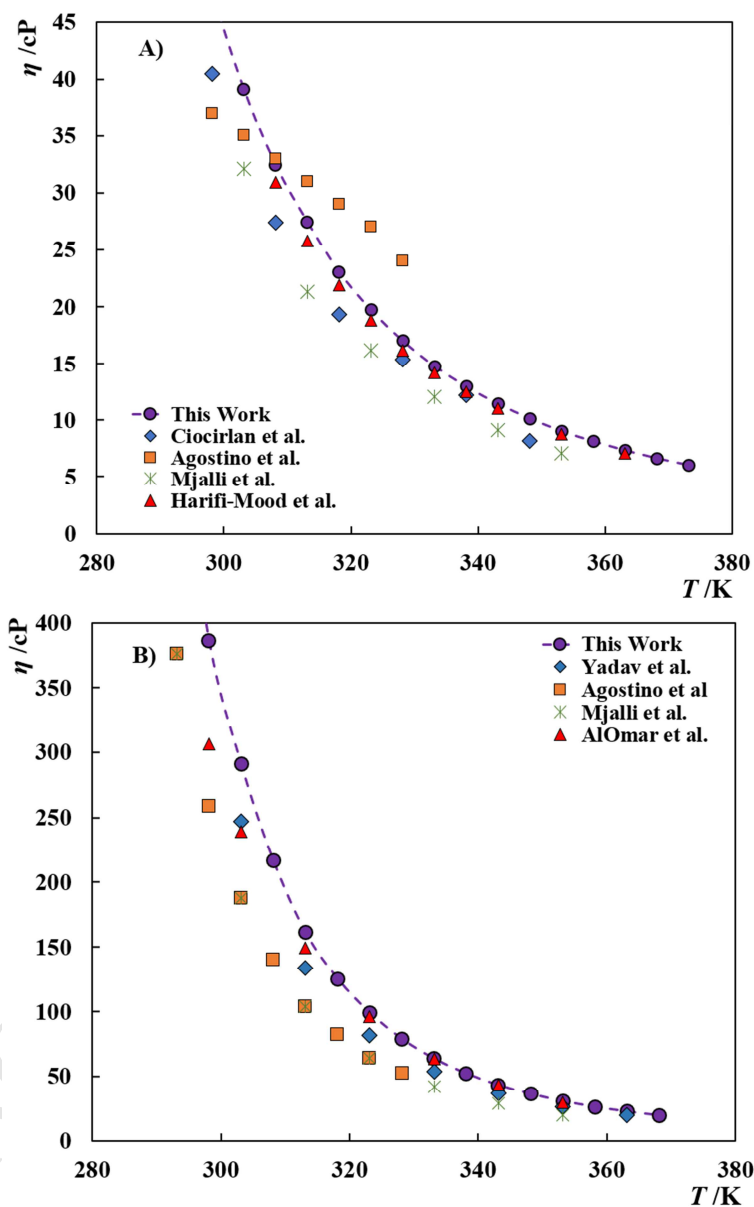 η /cP
A)
45
40
35
30
25
20
15
10
5
0
This Work
Ciocirlan et al.
Agostino et al.
Mjalli et al.
Harifi-Mood et al.
280
300
320
340
360
380
T /K
η /cP
B)
400
350
300
250
200
150
100
50
0
This Work
Yadav et al.
Agostino et al
Mjalli et al.
AlOmar et al.
280
300
320
340
360
380
T /K